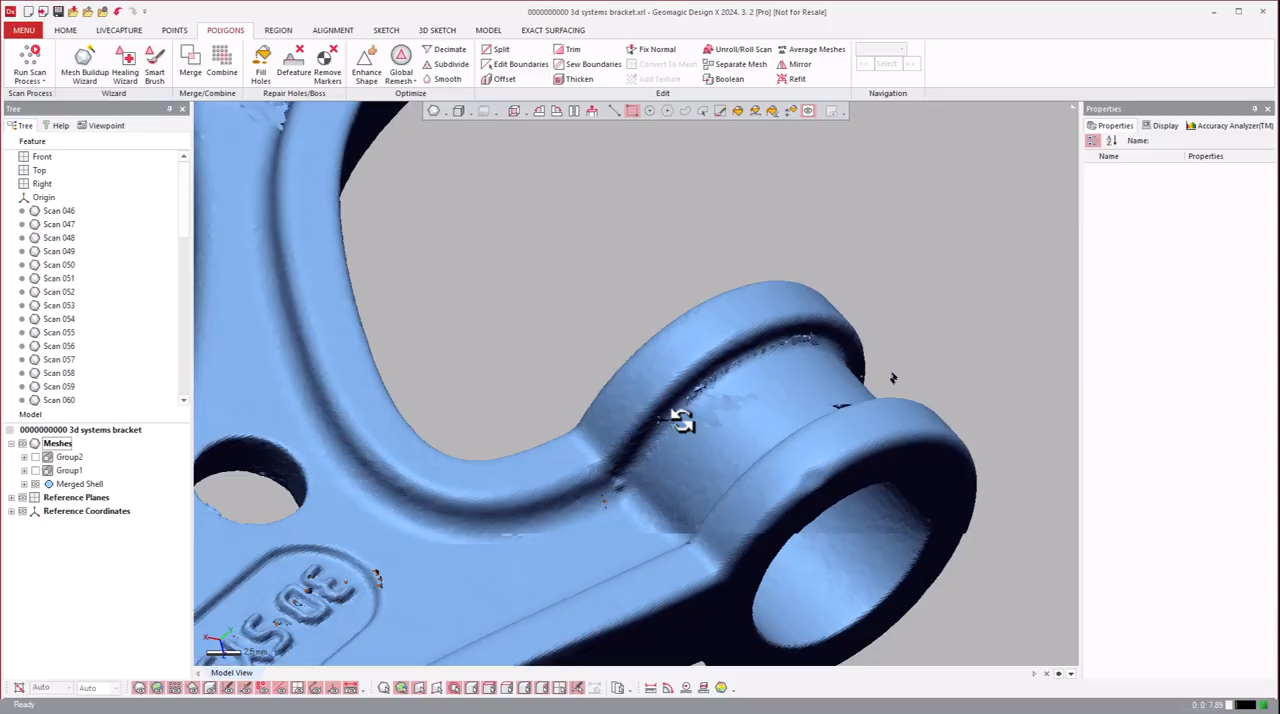 0000000000 3d systems bracket.xrl - Geomagic Design X 2024. 3. 2 [Pro] [Not for Resale]
MENU HOME LIVECAPTURE POINTS POLYGONS REGION ALIGNMENT SKETCH 3D SKETCH MODEL EXACT SURFACING
Run Scan Process Mesh Buildup Wizard Healing Wizard Smart Brush Merge Combine Fill Holes Defeature Remove Markers Enhance Shape Global Remesh
Decimate Split Trim Fix Normal Unroll/Roll Scan Average Meshes
Subdivide Edit Boundaries Sew Boundaries Convert To Mesh Separate Mesh Mirror << Select >>
Smooth Offset Thicken Add Texture Boolean Refit
Scan Process Wizard Merge/Combine Repair Holes/Boss Optimize Edit Navigation
Tree
Tree Help Viewpoint
Feature
Front
Top
Right
Origin
Scan 046
Scan 047
Scan 048
Scan 049
Scan 050
Scan 051
Scan 052
Scan 053
Scan 054
Scan 055
Scan 056
Scan 057
Scan 058
Scan 059
Scan 060
Model
0000000000 3d systems bracket
Meshes
Group2
Group1
Merged Shell
Reference Planes
Reference Coordinates
3D SY
X Y
Model View
Properties
Properties Display Accuracy Analyzer(TM)
Name:
Name Properties
Auto Auto
Ready
0: 0: 7.89